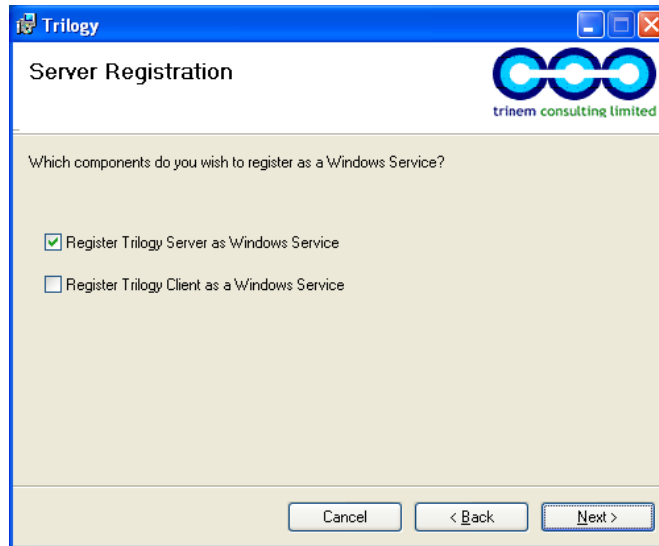 Trilogy
Server Registration
trinem consulting limited
Which components do you wish to register as a Windows Service?
Register Trilogy Server as Windows Service
Register Trilogy Client as a Windows Service
Cancel
< Back
Next >